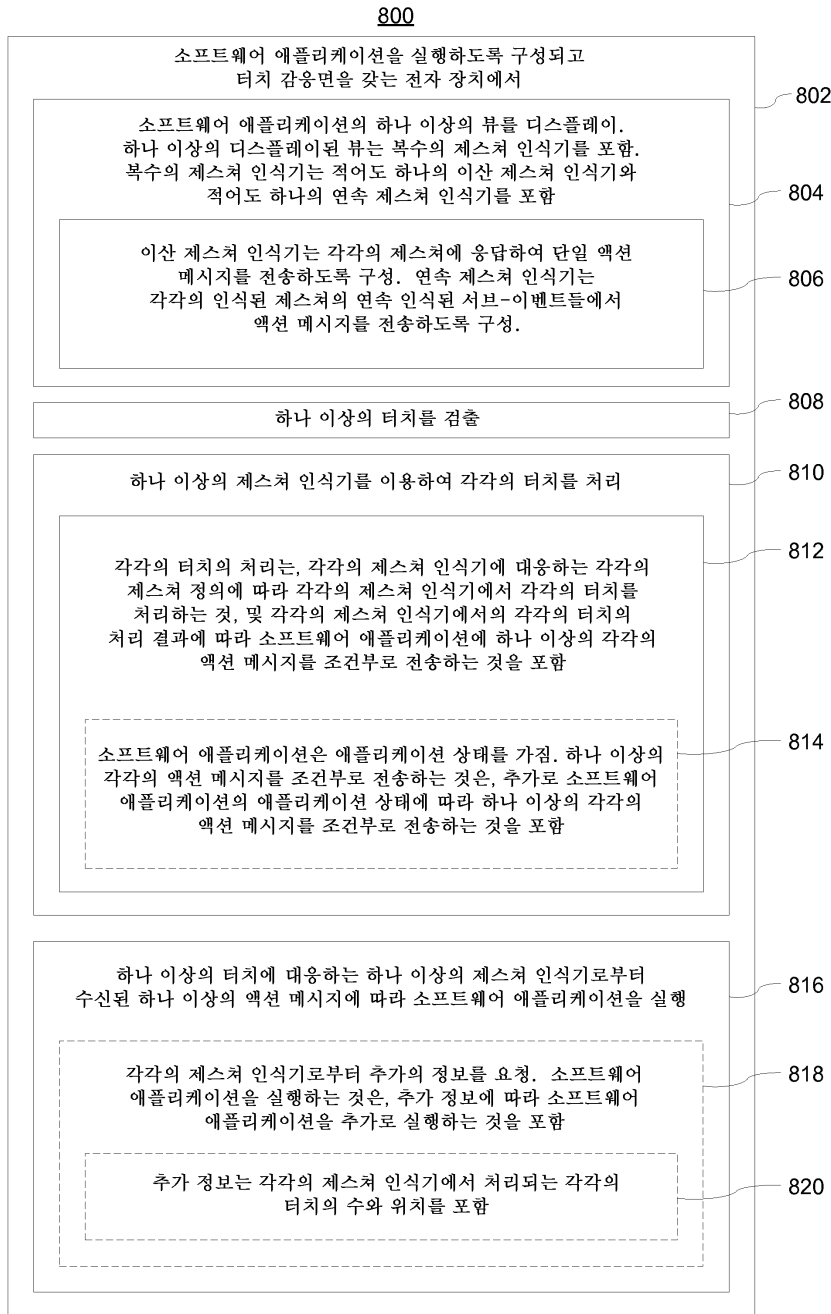 800
소프트웨어 애플리케이션을 실행하도록 구성되고
터치 감응면을 갖는 전자 장치에서
802
소프트웨어 애플리케이션의 하나 이상의 뷰를 디스플레이.
하나 이상의 디스플레이된 뷰는 복수의 제스쳐 인식기를 포함.
복수의 제스쳐 인식기는 적어도 하나의 이산 제스쳐 인식기와
적어도 하나의 연속 제스쳐 인식기를 포함
804
이산 제스쳐 인식기는 각각의 제스쳐에 응답하여 단일 액션
메시지를 전송하도록 구성. 연속 제스쳐 인식기는
각각의 인식된 제스쳐의 연속 인식된 서브-이벤트들에서
액션 메시지를 전송하도록 구성.
806
하나 이상의 터치를 검출
808
하나 이상의 제스쳐 인식기를 이용하여 각각의 터치를 처리
810
각각의 터치의 처리는, 각각의 제스쳐 인식기에 대응하는 각각의
제스쳐 정의에 따라 각각의 제스쳐 인식기에서 각각의 터치를
처리하는 것, 및 각각의 제스쳐 인식기에서의 각각의 터치의
처리 결과에 따라 소프트웨어 애플리케이션에 하나 이상의 각각의
액션 메시지를 조건부로 전송하는 것을 포함
812
소프트웨어 애플리케이션은 애플리케이션 상태를 가짐. 하나 이상의
각각의 액션 메시지를 조건부로 전송하는 것은, 추가로 소프트웨어
애플리케이션의 애플리케이션 상태에 따라 하나 이상의 각각의
액션 메시지를 조건부로 전송하는 것을 포함
814
하나 이상의 터치에 대응하는 하나 이상의 제스쳐 인식기로부터
수신된 하나 이상의 액션 메시지에 따라 소프트웨어 애플리케이션을 실행
816
각각의 제스쳐 인식기로부터 추가의 정보를 요청. 소프트웨어
애플리케이션을 실행하는 것은, 추가 정보에 따라 소프트웨어
애플리케이션을 추가로 실행하는 것을 포함
818
추가 정보는 각각의 제스쳐 인식기에서 처리되는 각각의
터치의 수와 위치를 포함
820